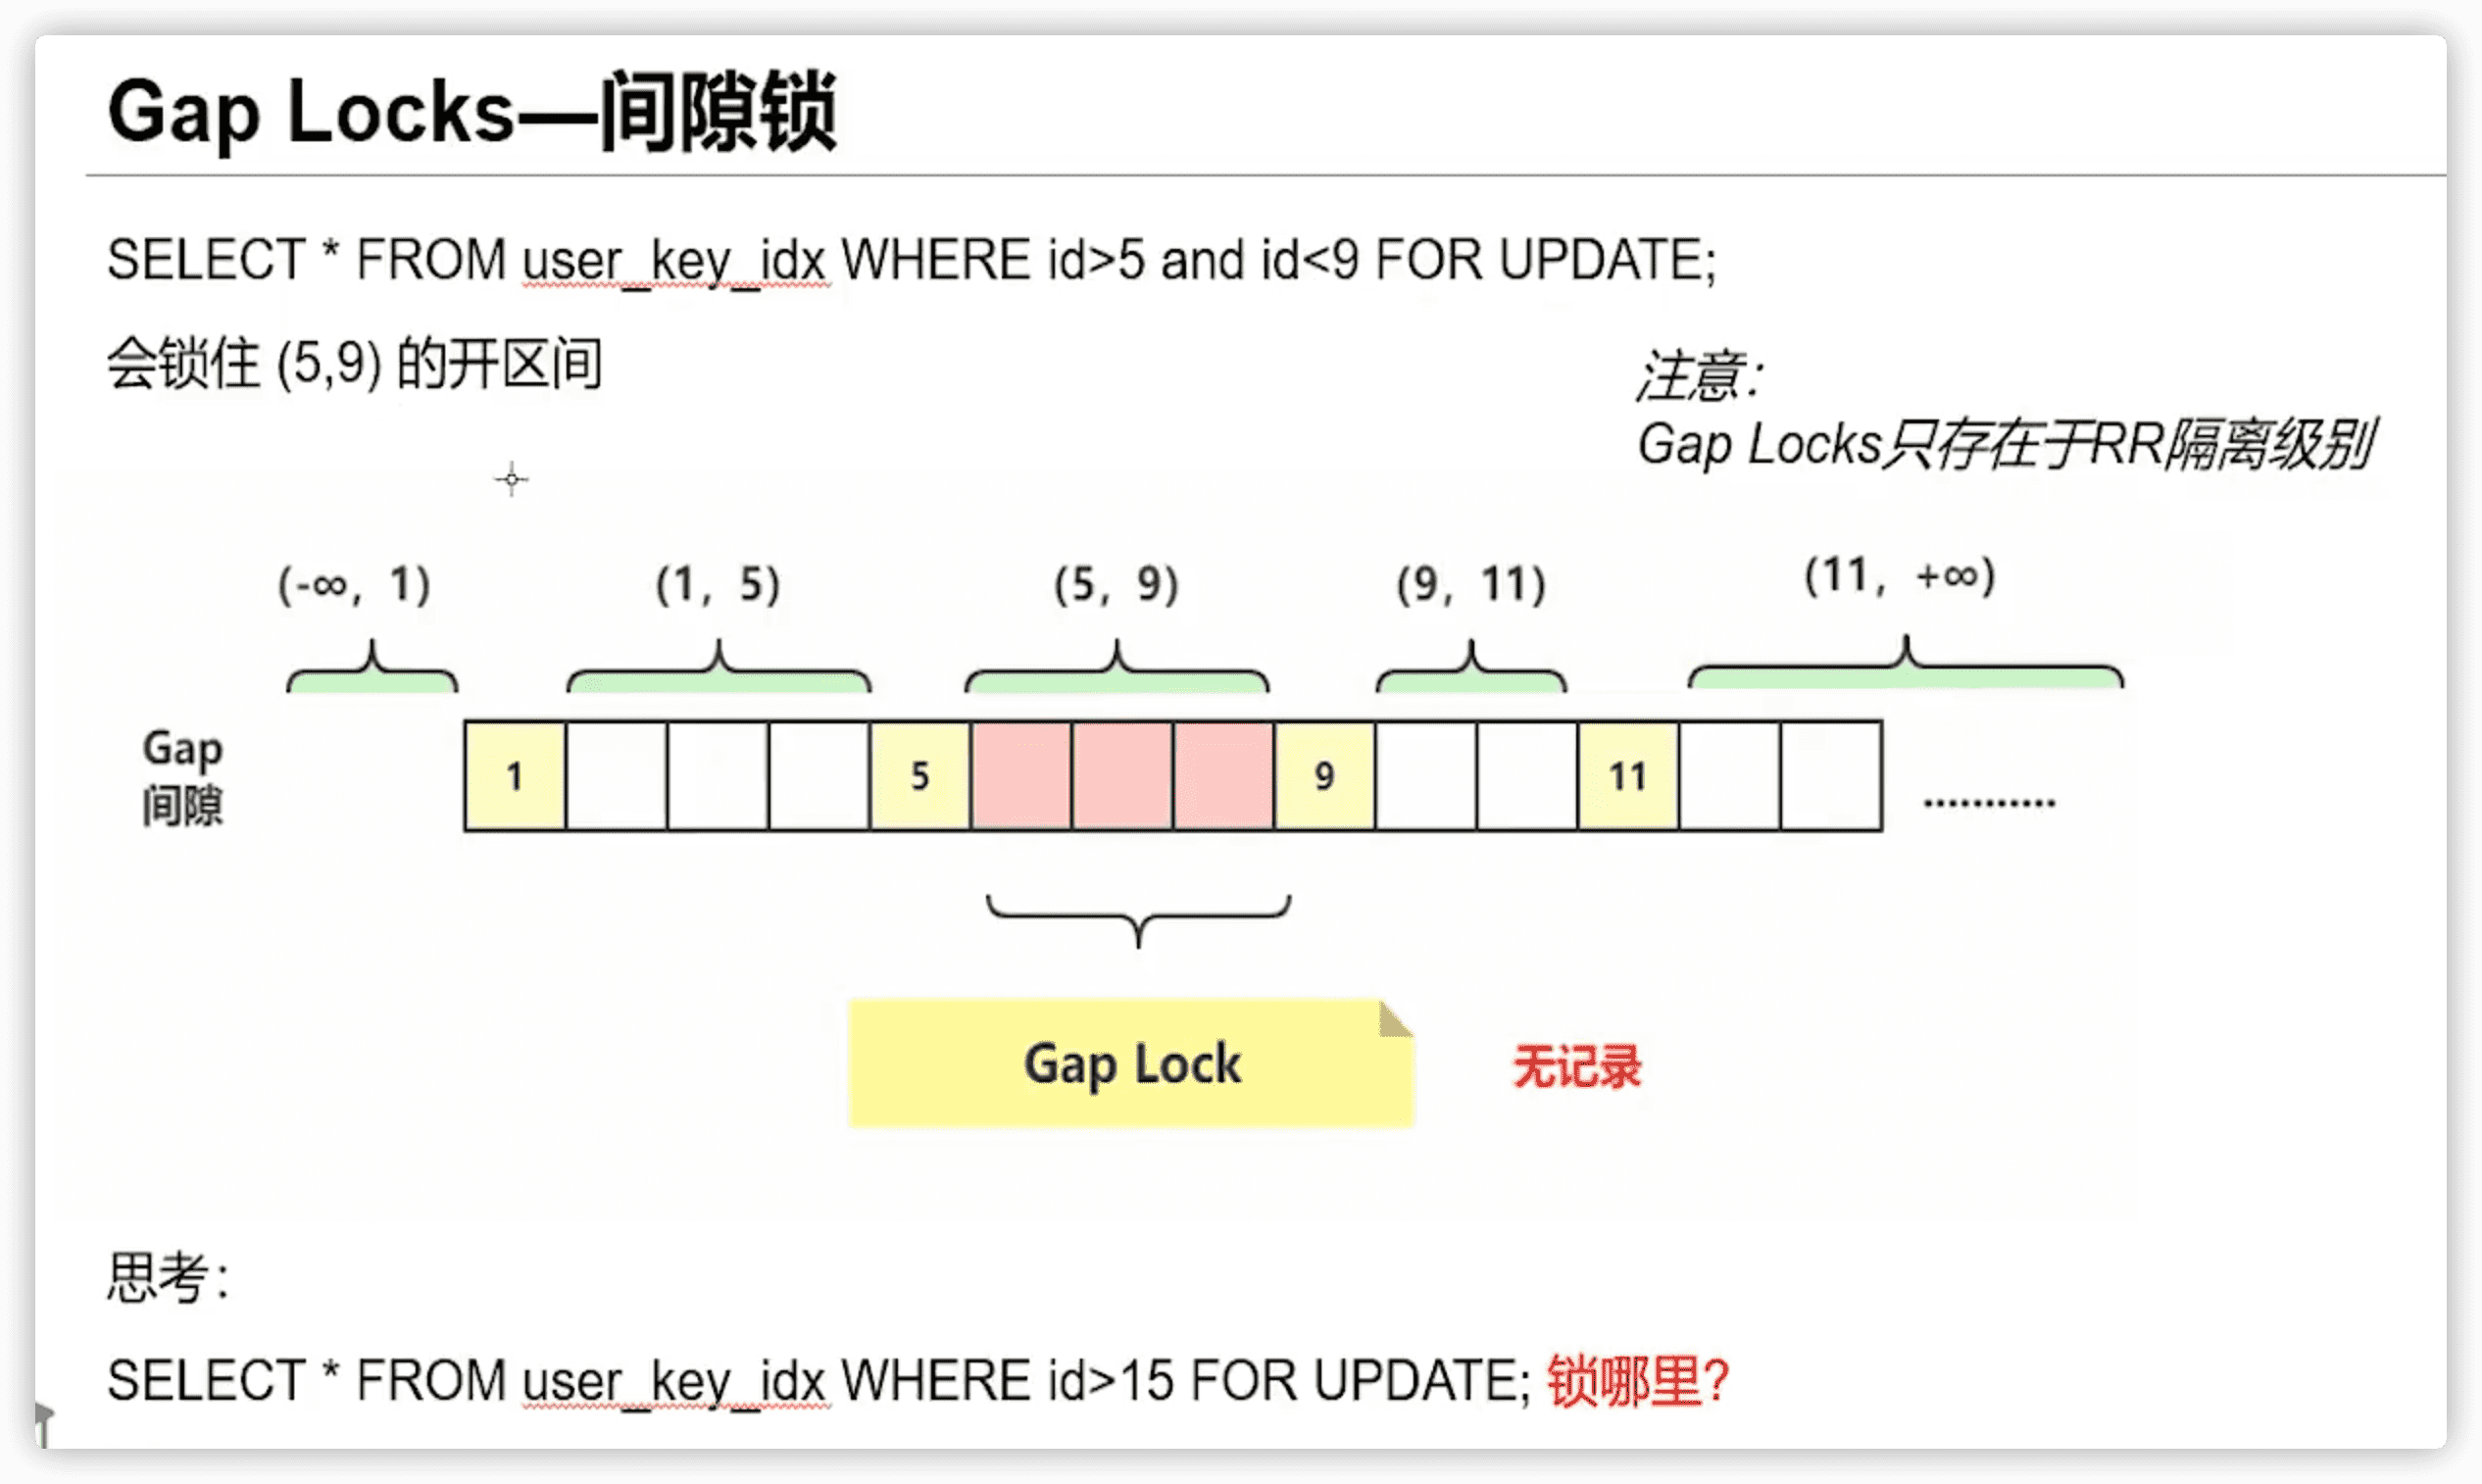 Gap Locks—间隙锁
SELECT * FROM user_key_idx WHERE id>5 and id<9 FOR UPDATE;
会锁住 (5,9) 的开区间
注意：
Gap Locks只存在于RR隔离级别
(-∞, 1)
(1, 5)
(5, 9)
(9, 11)
(11, +∞)
Gap
间隙
1
5
9
11
...........
Gap Lock
无记录
思考：
SELECT * FROM user_key_idx WHERE id>15 FOR UPDATE; 锁哪里?